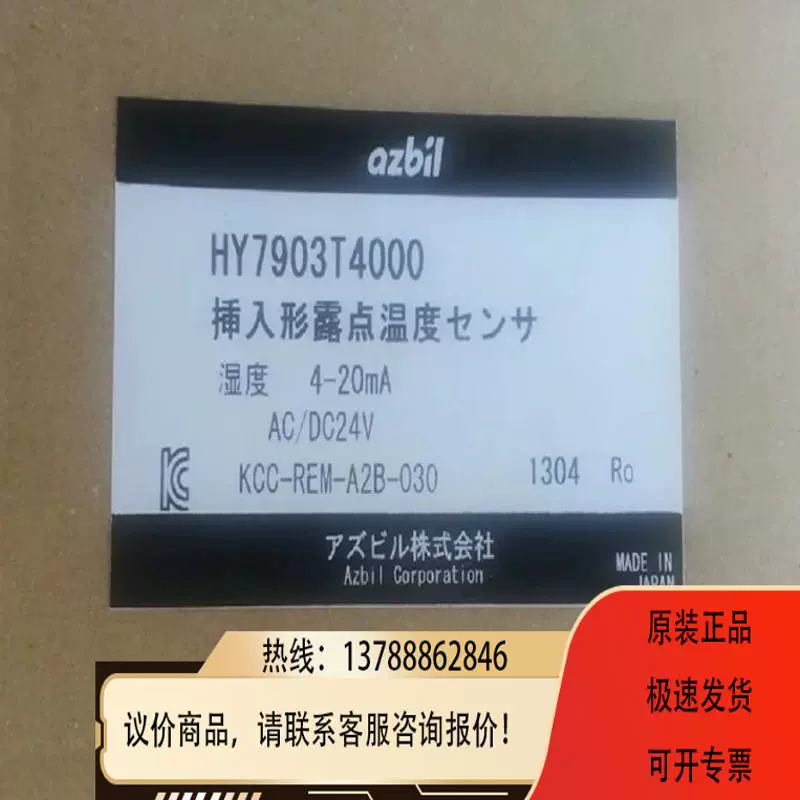 azbil
HY7903T4000
挿入形露点温度センサ
湿度 4-20mA
AC/DC24V
KCC-REM-A2B-030 1304 Ro
アズビル株式会社
Azbil Corporation
MADE IN
JAPAN
热线：13788862846
议价商品，请联系客服咨询报价！
原装正品
极速发货
可开专票